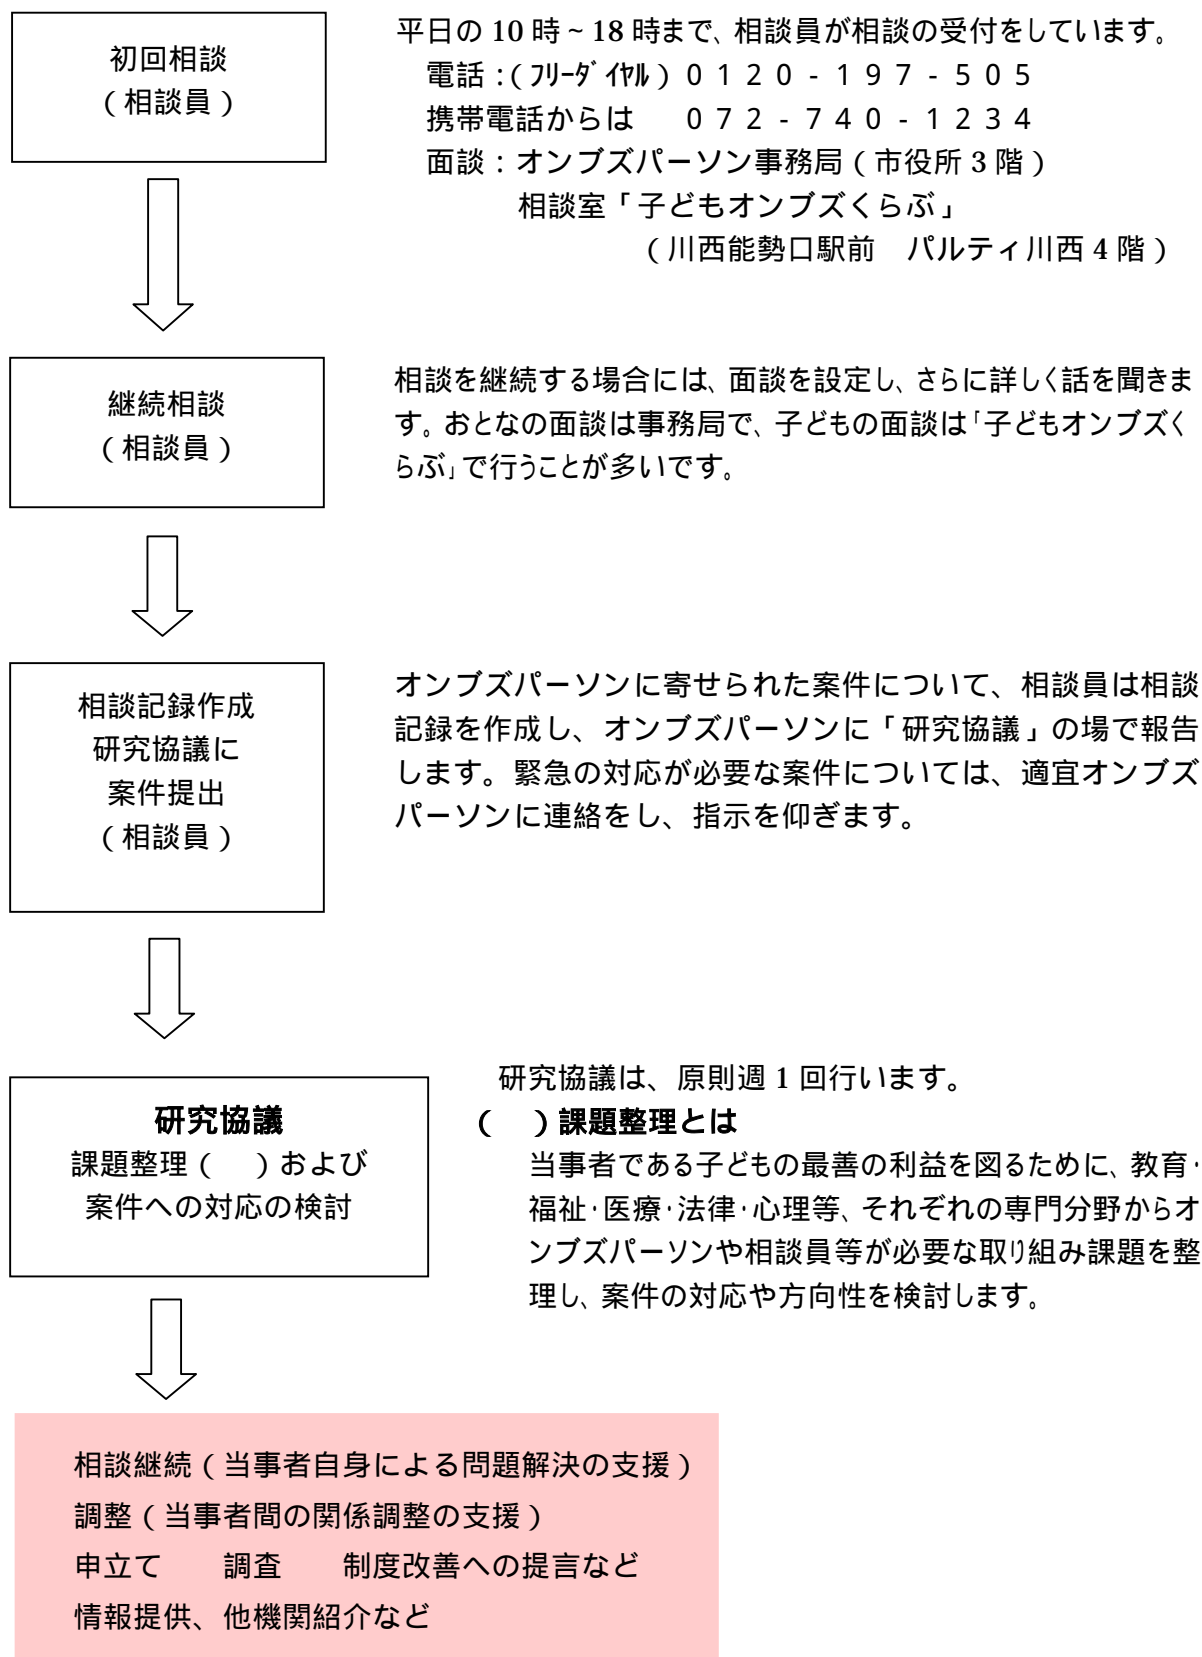 初回相談
(相談員)
平日の10時~18時まで、相談員が相談の受付をしています。
電話:(フリーダイヤル)0120-197-505
携帯電話からは　072-740-1234
面談:オンブズパーソン事務局(市役所3階)
相談室「子どもオンブズくらぶ」
(川西能勢口駅前　パルティ川西4階)
継続相談
(相談員)
相談を継続する場合には、面談を設定し、さらに詳しく話を聞きま
す。おとなの面談は事務局で、子どもの面談は「子どもオンブズく
らぶ」で行うことが多いです。
相談記録作成
研究協議に
案件提出
(相談員)
オンブズパーソンに寄せられた案件について、相談員は相談
記録を作成し、オンブズパーソンに「研究協議」の場で報告
します。緊急の対応が必要な案件については、適宜オンブズ
パーソンに連絡をし、指示を仰ぎます。
研究協議
課題整理(　)および
案件への対応の検討
研究協議は、原則週1回行います。
(　)課題整理とは
当事者である子どもの最善の利益を図るために、教育・
福祉・医療・法律・心理等、それぞれの専門分野からオ
ンブズパーソンや相談員等が必要な取り組み課題を整
理し、案件の対応や方向性を検討します。
相談継続(当事者自身による問題解決の支援)
調整(当事者間の関係調整の支援)
申立て　　調査　　制度改善への提言など
情報提供、他機関紹介など